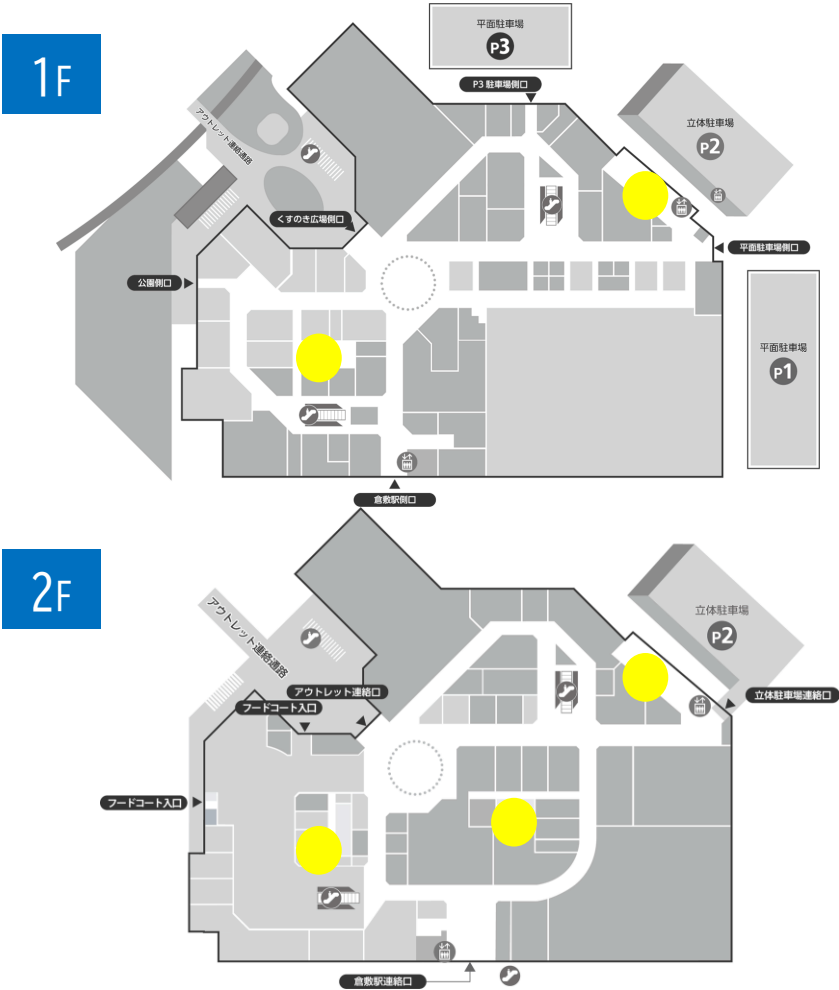 1F
平面駐車場
P3
P3 駐車場側口
立体駐車場
P2
アウトレット連絡通路
くすのき広場側口
平面駐車場側口
公園側口
平面駐車場
P1
倉敷駅側口
2F
立体駐車場
P2
アウトレット連絡通路
アウトレット連絡口
立体駐車場連絡口
フードコート入口
フードコート入口
倉敷駅連絡口